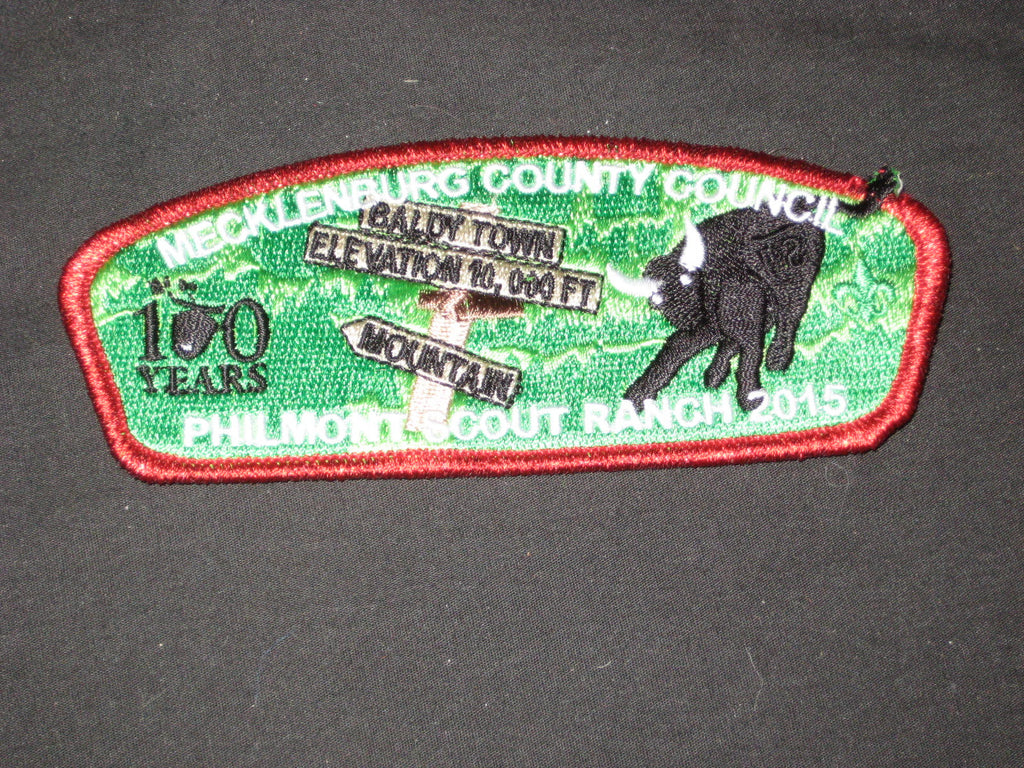 MECKLENBURG COUNTY COUNCIL
BALDY TOWN
ELEVATION 10, 000 FT
MOUNTAIN
100
YEARS
PHILMONT SCOUT RANCH 2015